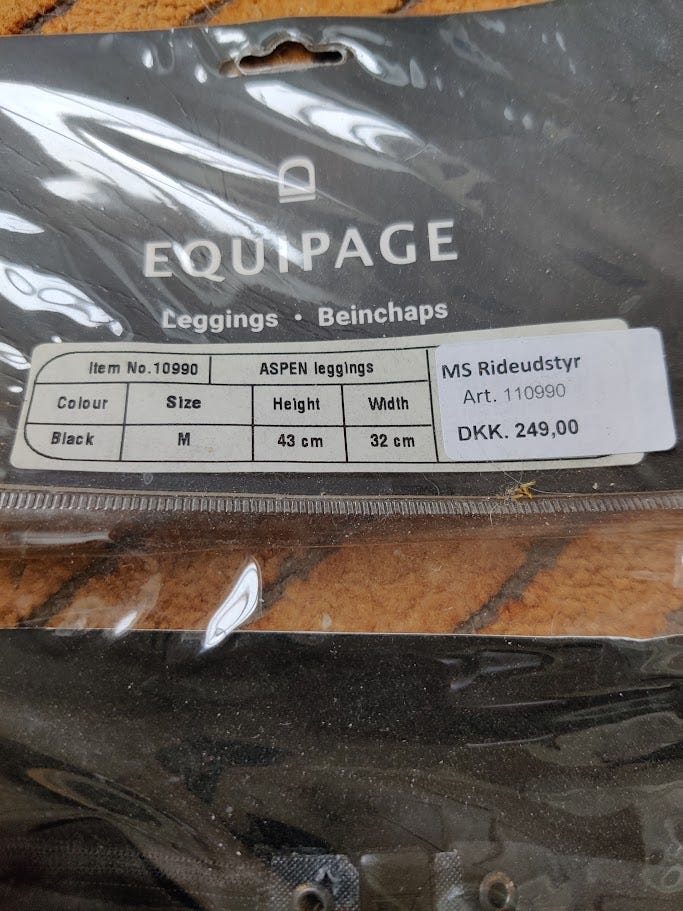 EQUIPAGE
Leggings • Beinchaps
Item No.10990 ASPEN leggings
Colour Size Height Width
Black M 43 cm 32 cm
MS Rideudstyr
Art. 110990
DKK. 249,00